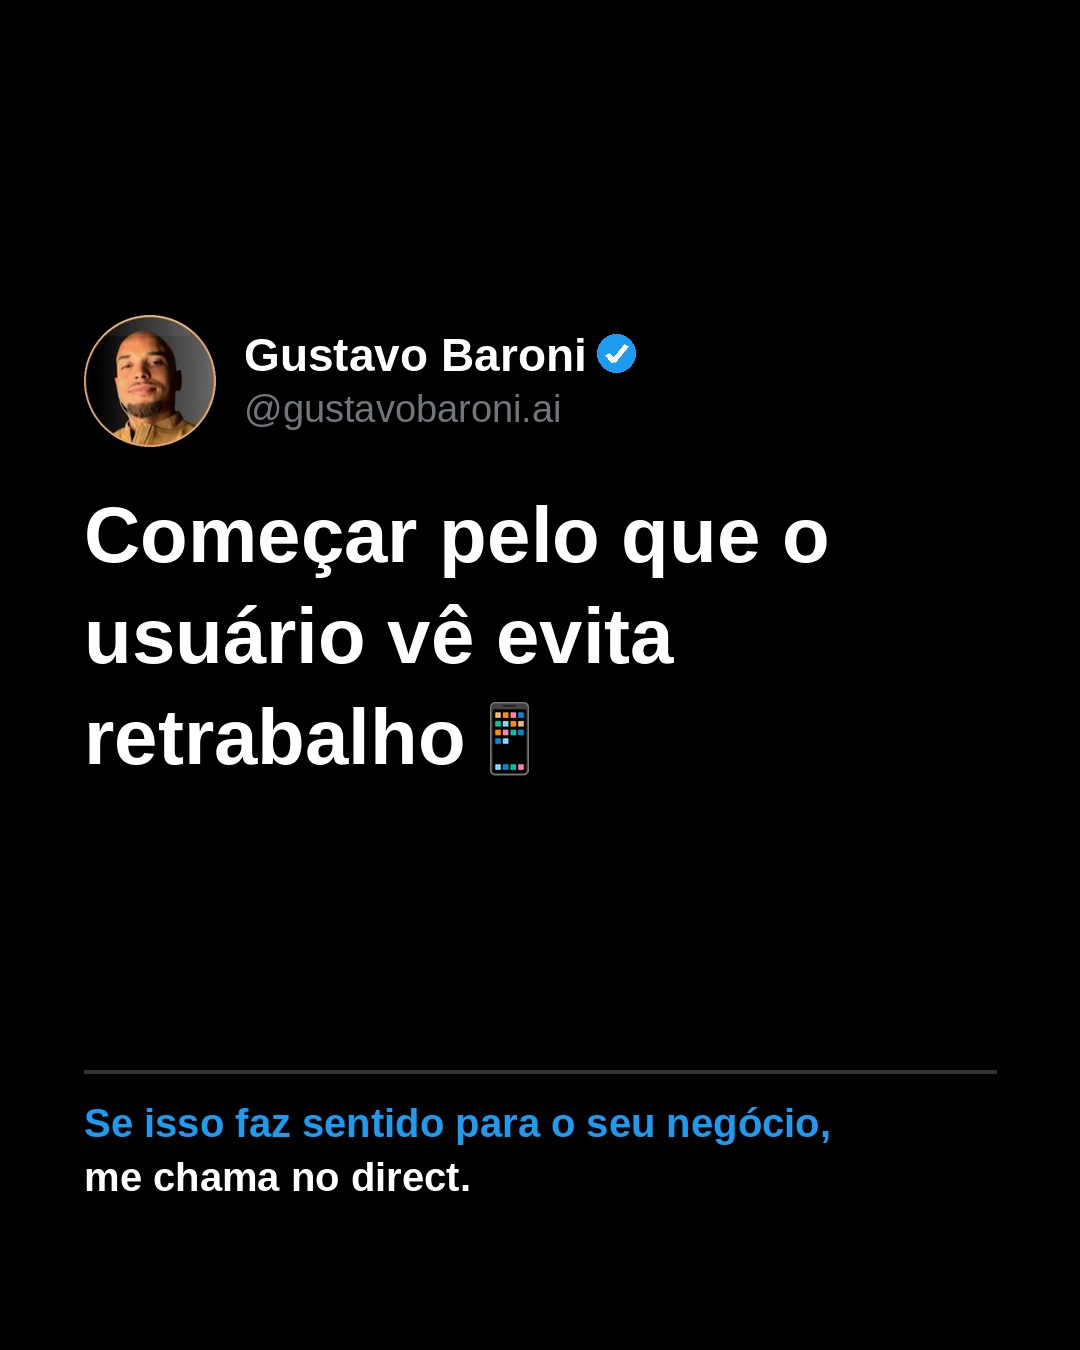 Gustavo Baroni
@gustavobaroni.ai
Começar pelo que o
usuário vê evita
retrabalho📱
Se isso faz sentido para o seu negócio,
me chama no direct.